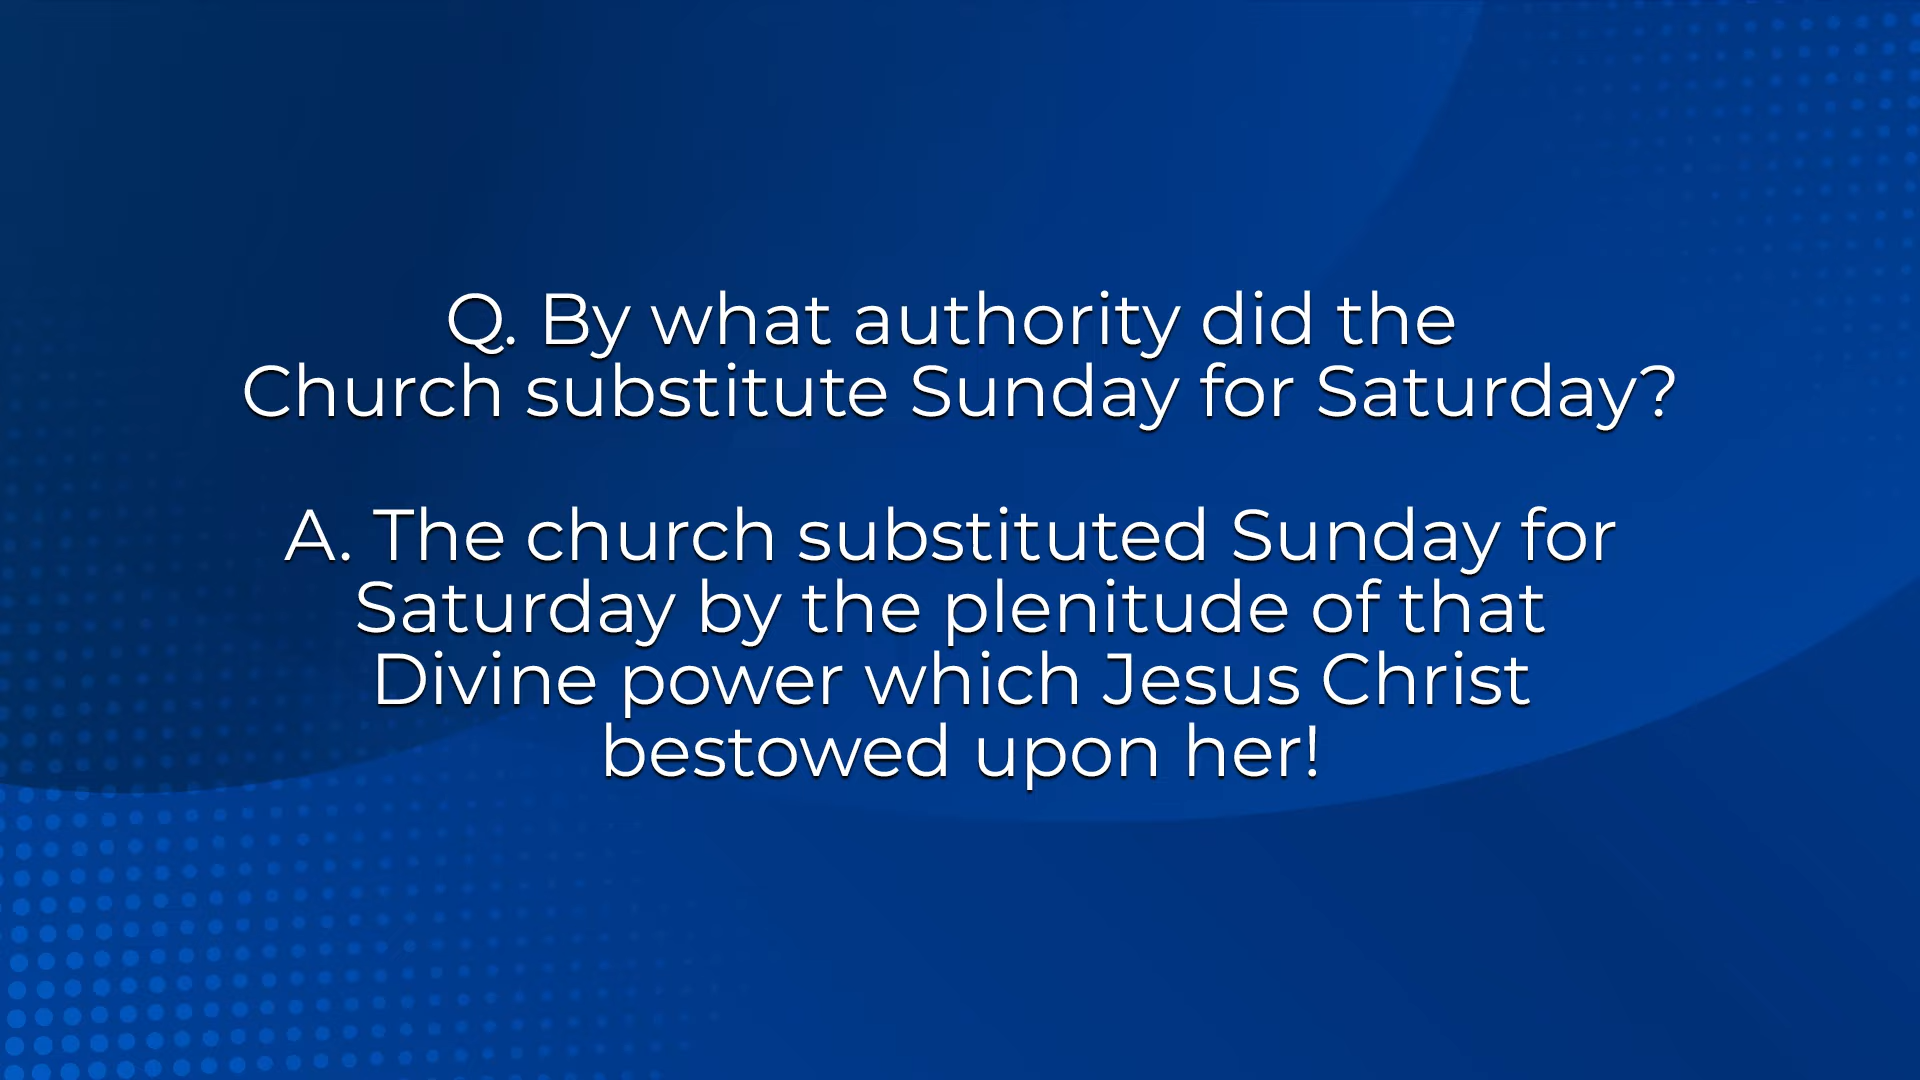 Q. By what authority did the
Church substitute Sunday for Saturday?
A. The church substituted Sunday for
Saturday by the plenitude of that
Divine power which Jesus Christ
bestowed upon her!